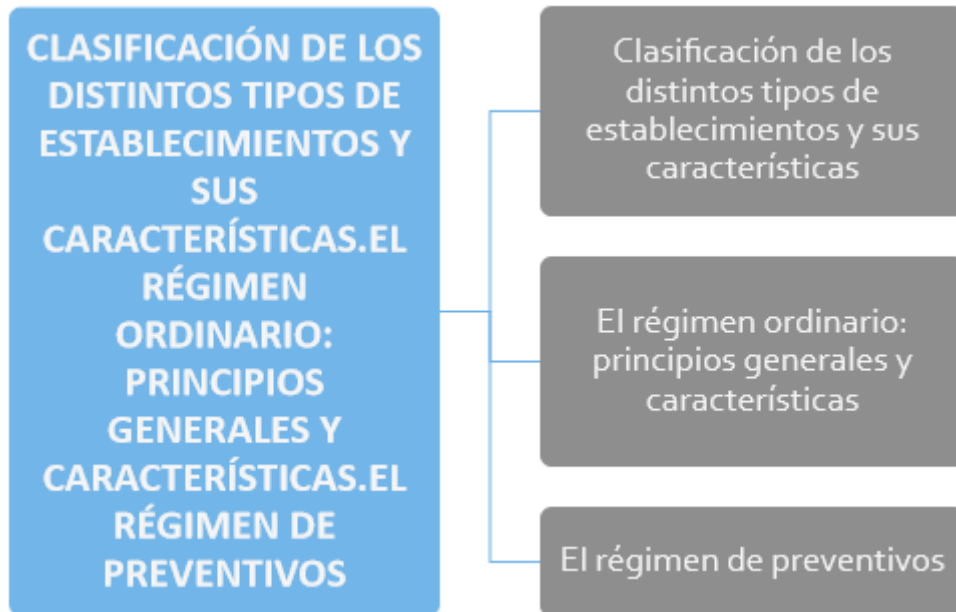 CLASIFICACIÓN DE LOS
DISTINTOS TIPOS DE
ESTABLECIMIENTOS Y
SUS
CARACTERÍSTICAS.EL
RÉGIMEN
ORDINARIO:
PRINCIPIOS
GENERALES Y
CARACTERÍSTICAS.EL
RÉGIMEN DE
PREVENTIVOS
Clasificación de los
distintos tipos de
establecimientos y sus
características
El régimen ordinario:
principios generales y
características
El régimen de preventivos